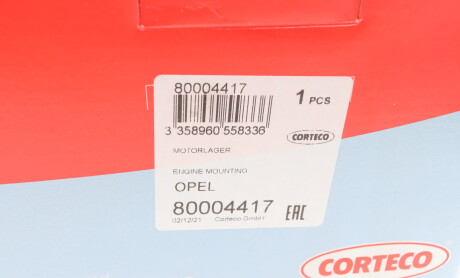 80004417
1 PCS
3 358960 558336
CORTECO
MOTORLAGER
ENGINE MOUNTING
OPEL
80004417
02/12/21 Corteco GmbH
EAC
CORTECO